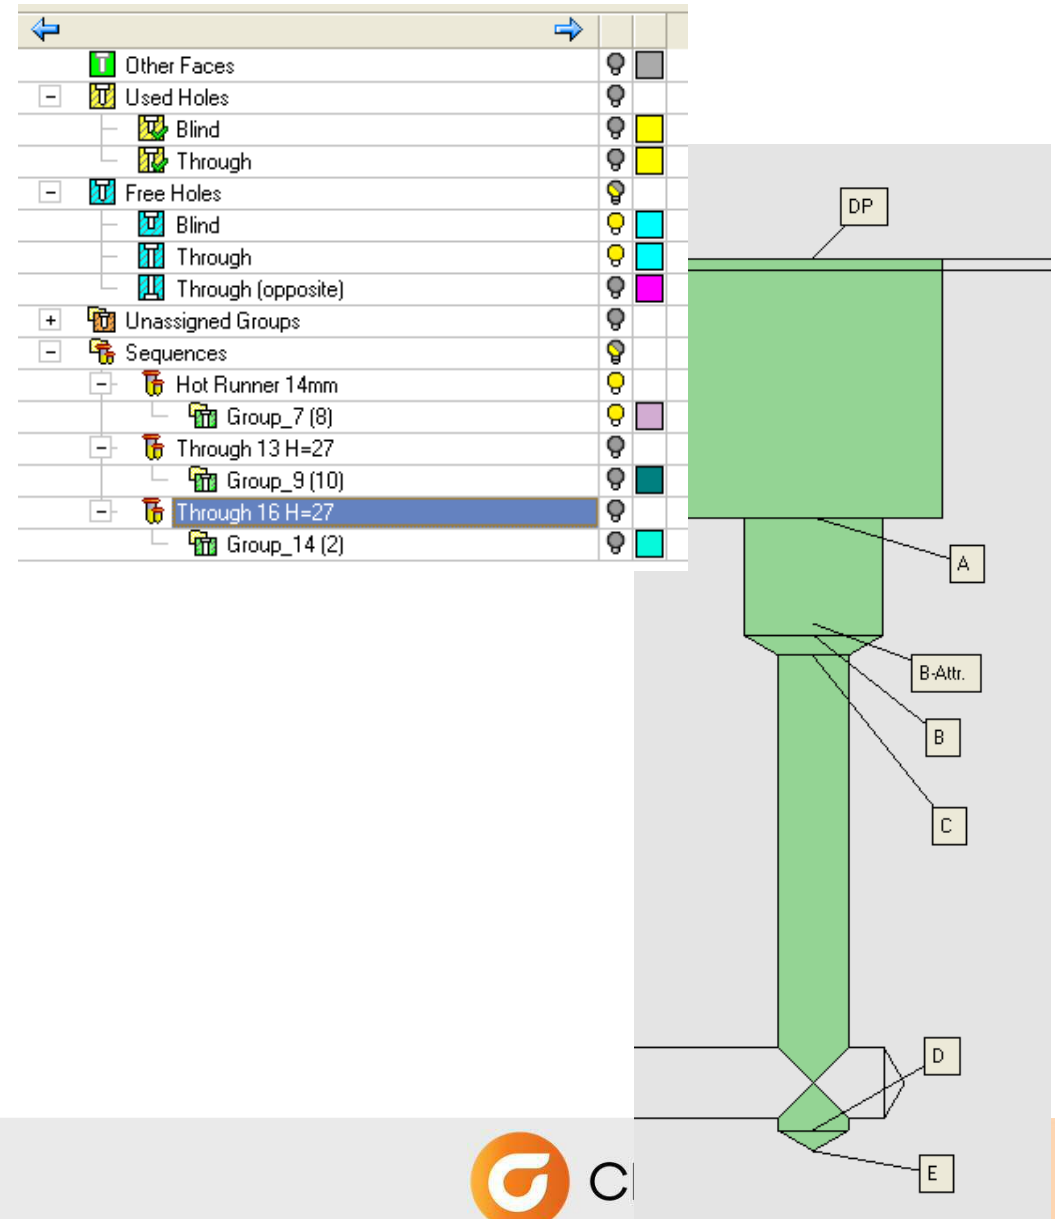 Other Faces
Used Holes
Blind
Through
Free Holes
Blind
Through
Through (opposite)
Unassigned Groups
Sequences
Hot Runner 14mm
Group_7 (8)
Through 13 H=27
Group_9 (10)
Through 16 H=27
Group_14 (2)
DP
A
B-Attr.
B
C
D
E